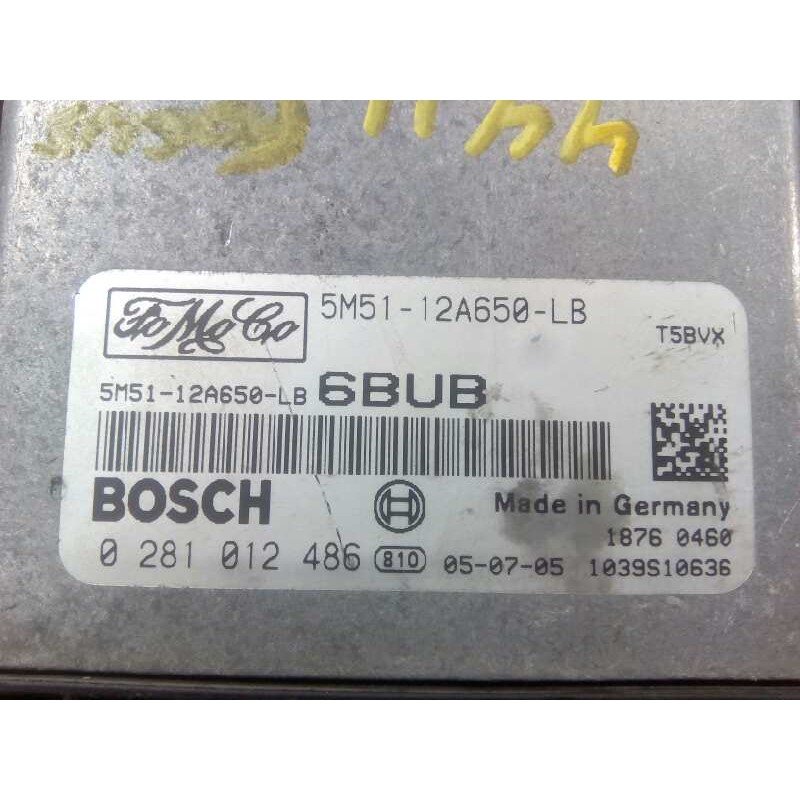 FoMoCo 5M51-12A650-LB
T5BVX
5M51-12A650-LB 6BUB
BOSCH
Made in Germany
1876 0460
0 281 012 486 810 05-07-05 1039S10636